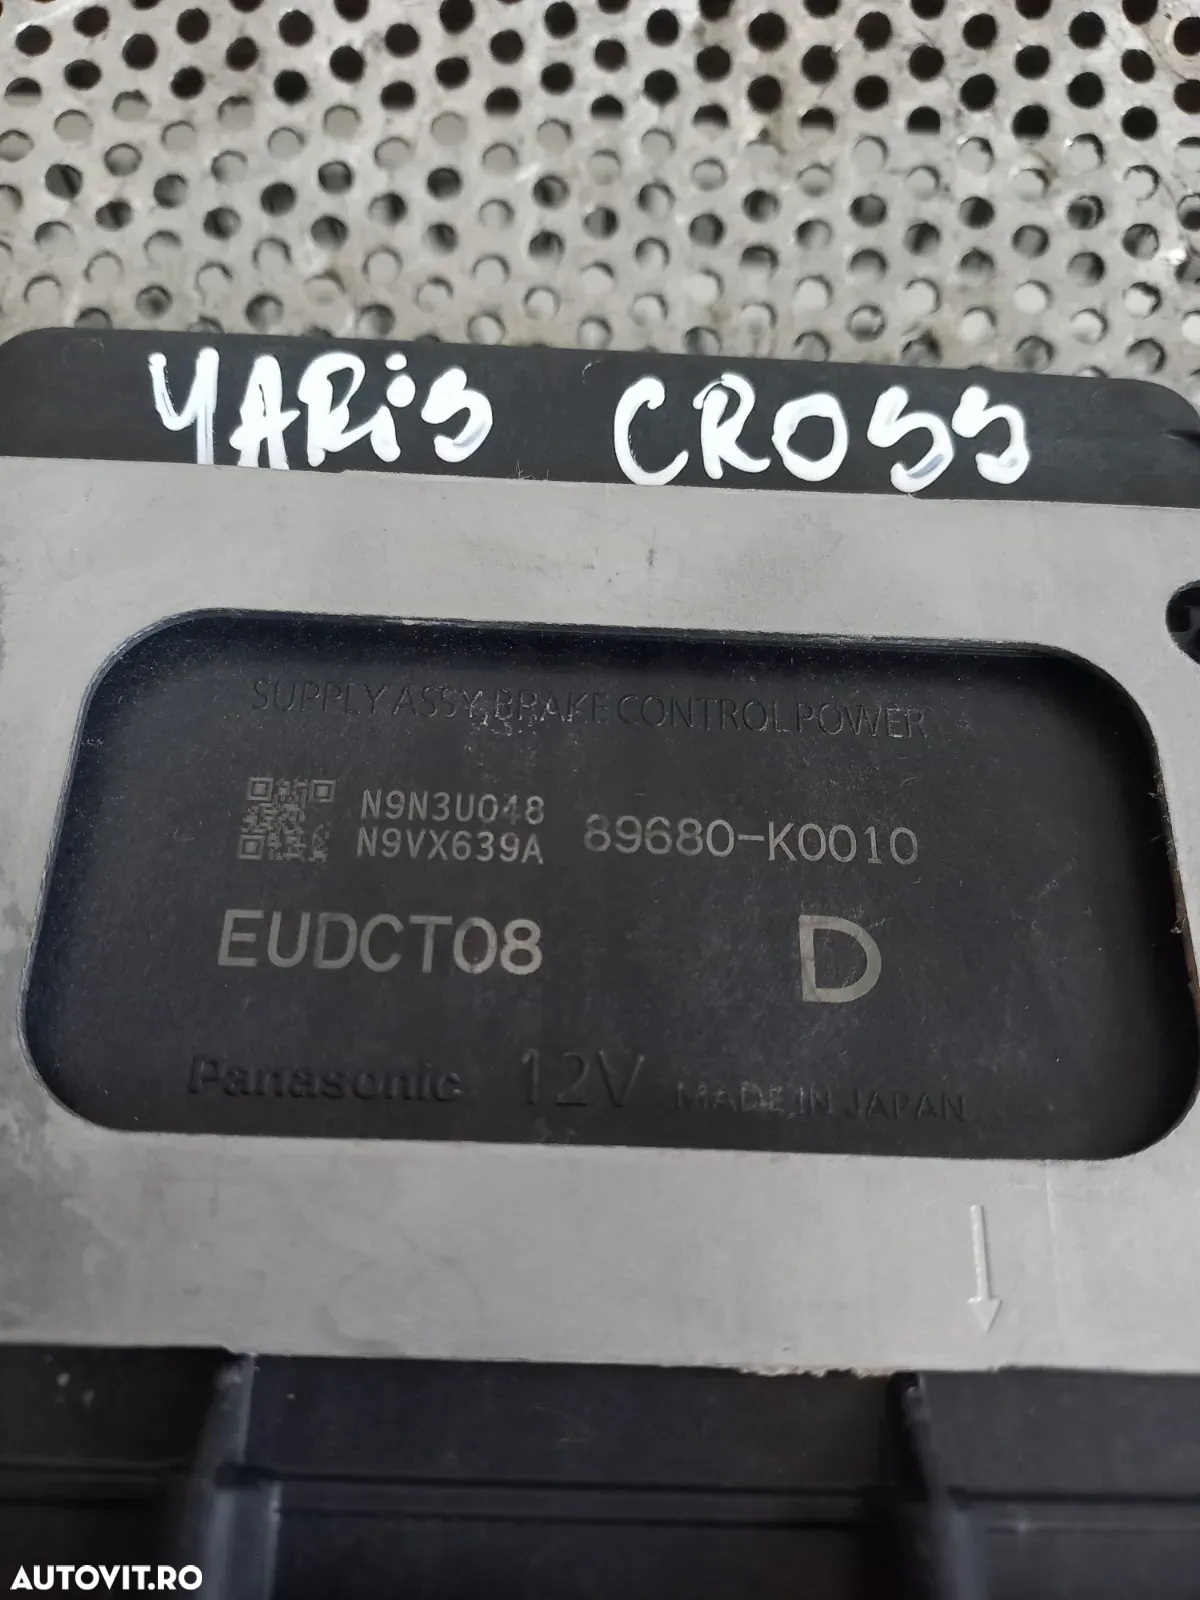 YARiS CROSS
SUPPLY ASSY, BRAKE CONTROL POWER
N9N3U048
N9VX639A
89680-K0010
EUDCT08 D
Panasonic 12V MADE IN JAPAN
AUTOVIT.RO